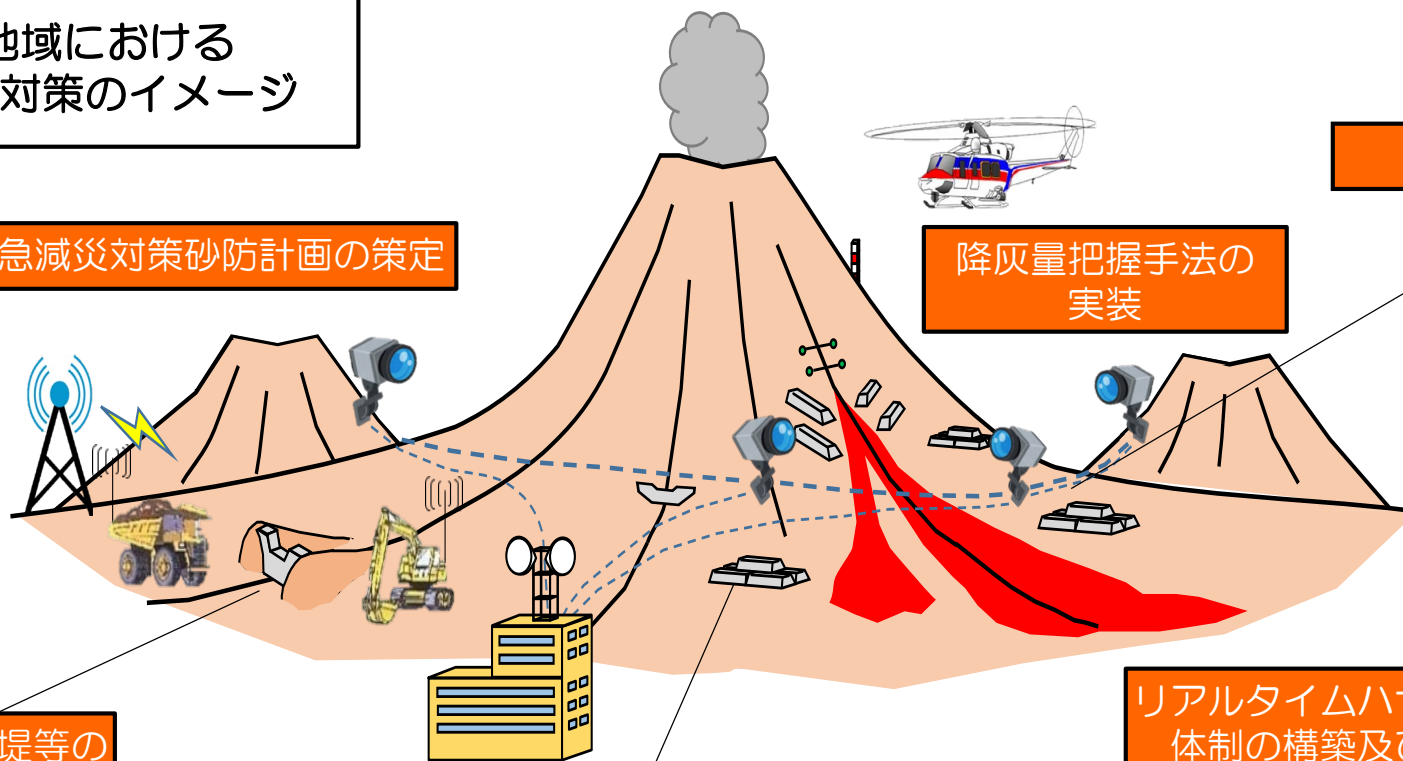 地域における
対策のイメージ
急減災対策砂防計画の策定
降灰量把握手法の
実装
堤等の
リアルタイムハザ
体制の構築及び